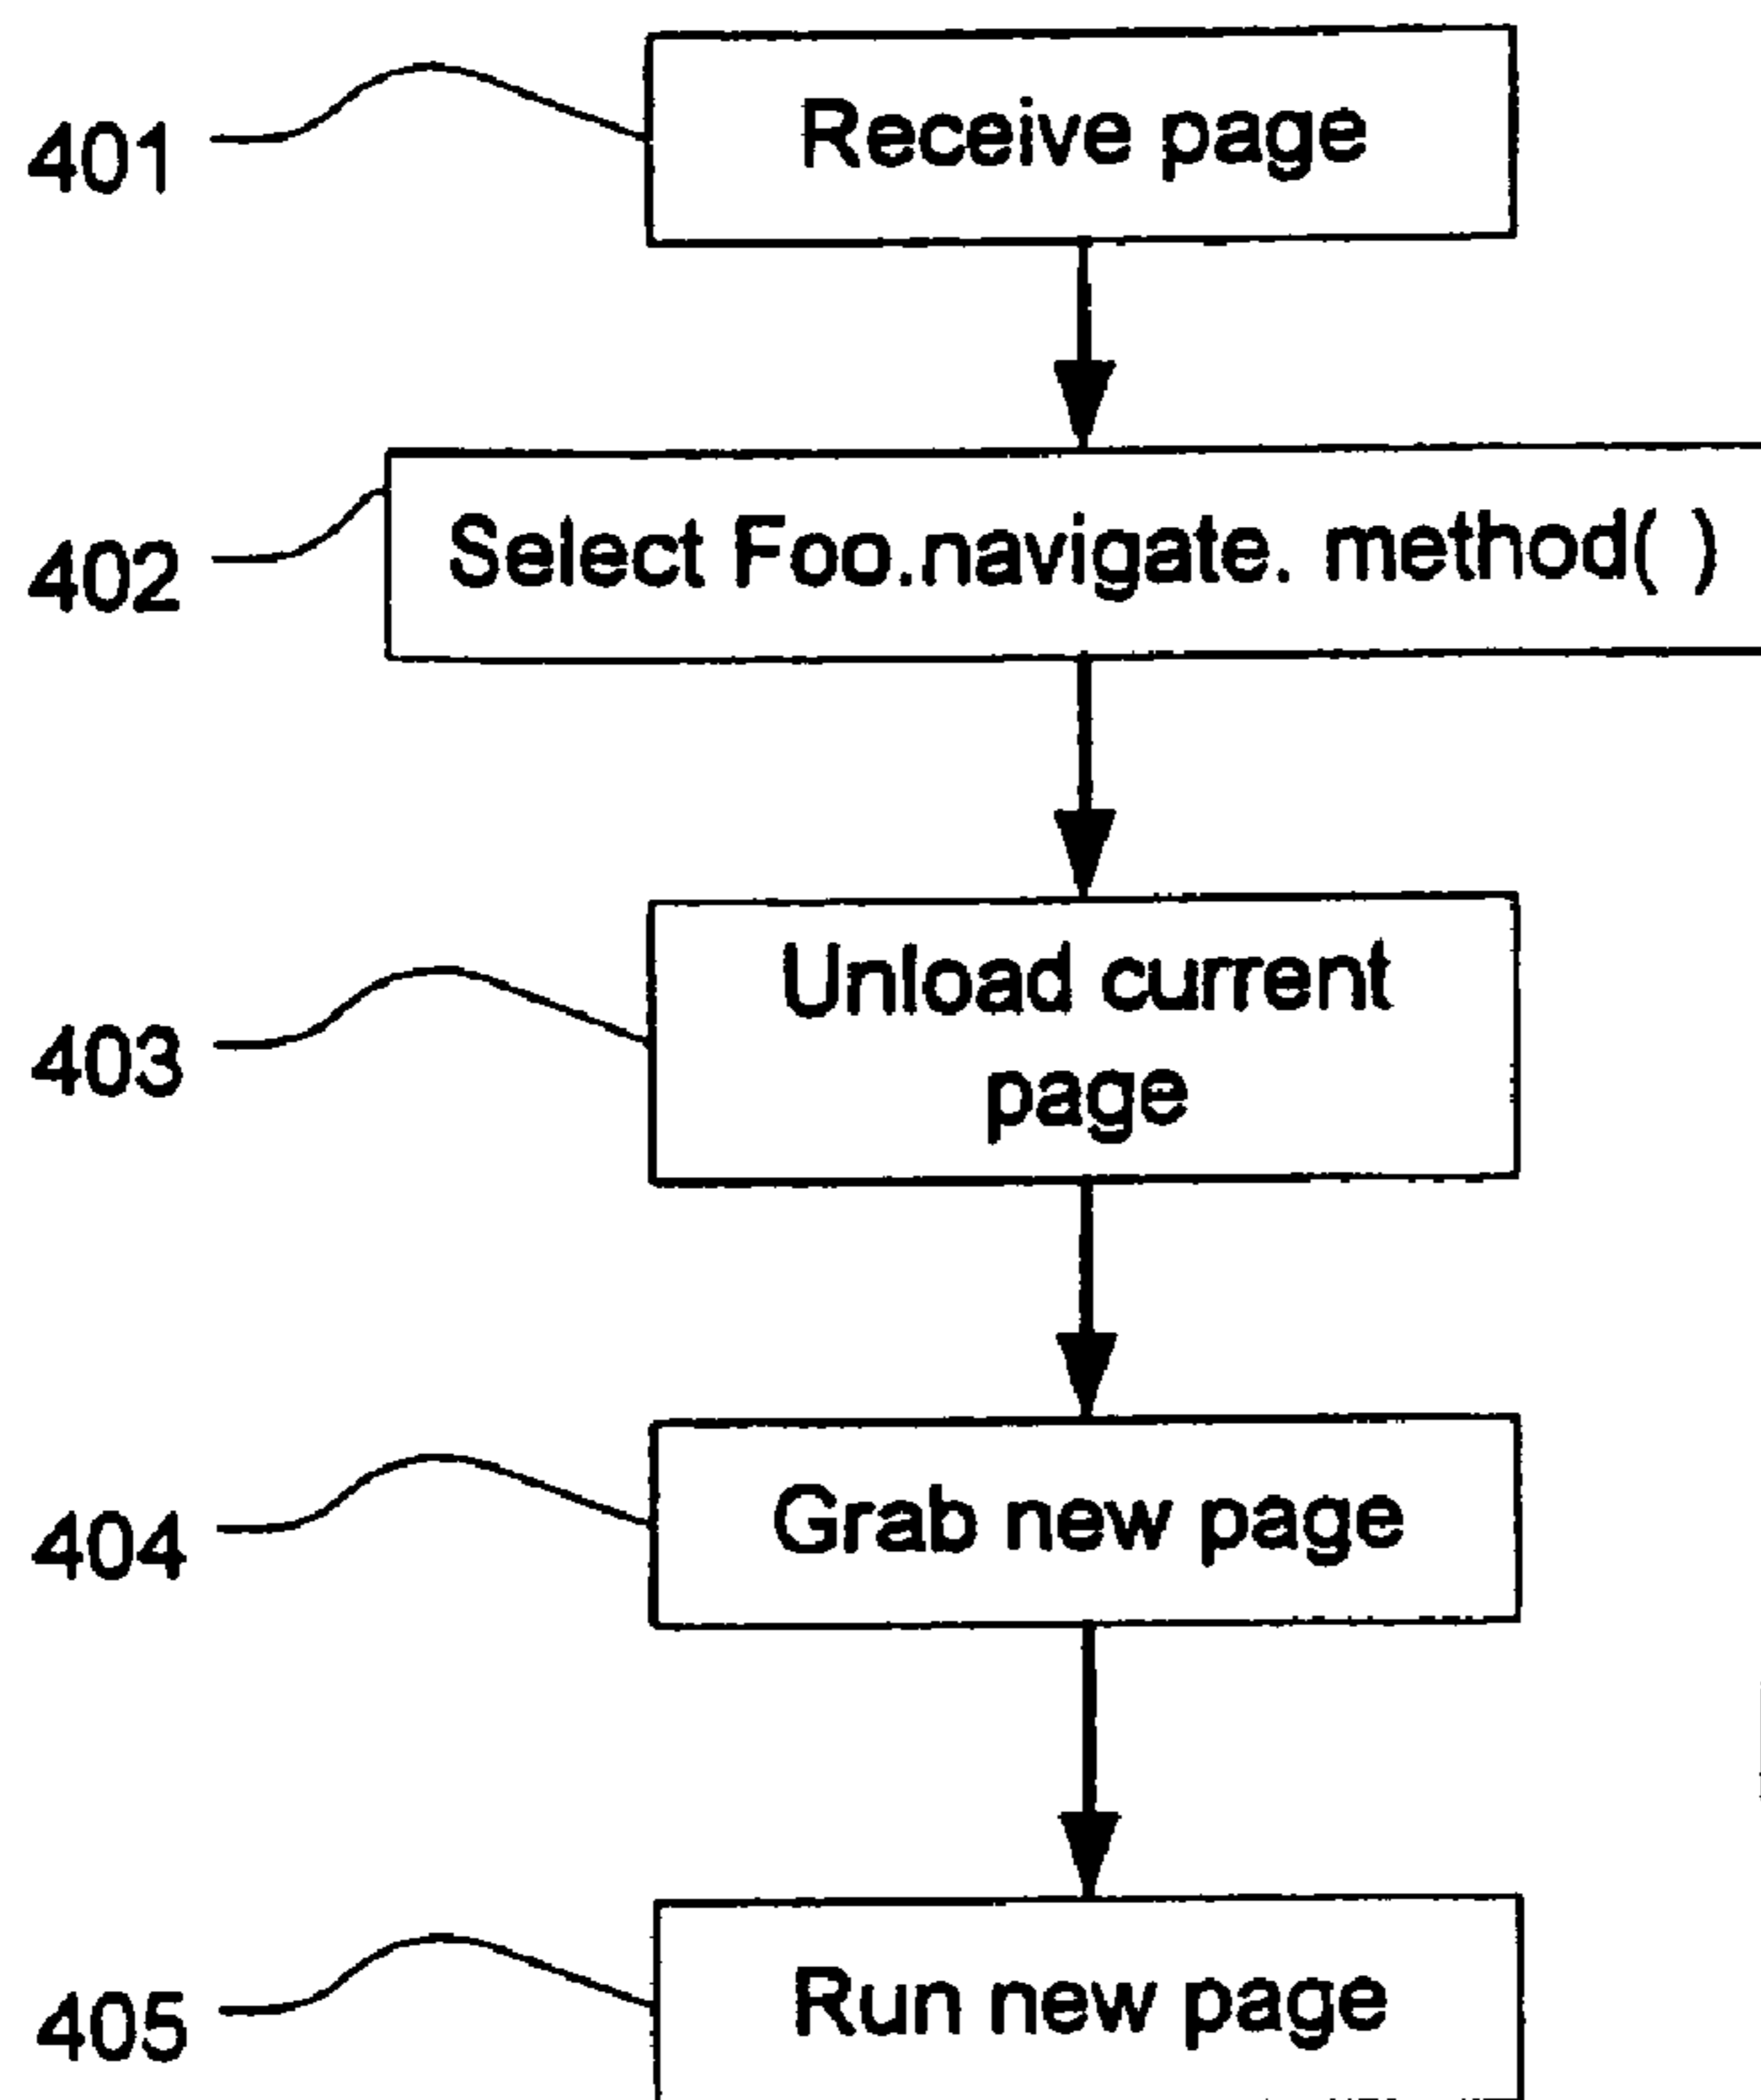 401
Receive page
402
Select Foo.navigate. method( )
403
Unload current
page
404
Grab new page
405
Run new page